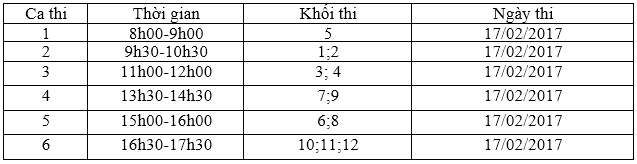 Ca thi Thời gian Khối thi Ngày thi
1 8h00-9h00 5 17/02/2017
2 9h30-10h30 1;2 17/02/2017
3 11h00-12h00 3; 4 17/02/2017
4 13h30-14h30 7;9 17/02/2017
5 15h00-16h00 6;8 17/02/2017
6 16h30-17h30 10;11;12 17/02/2017